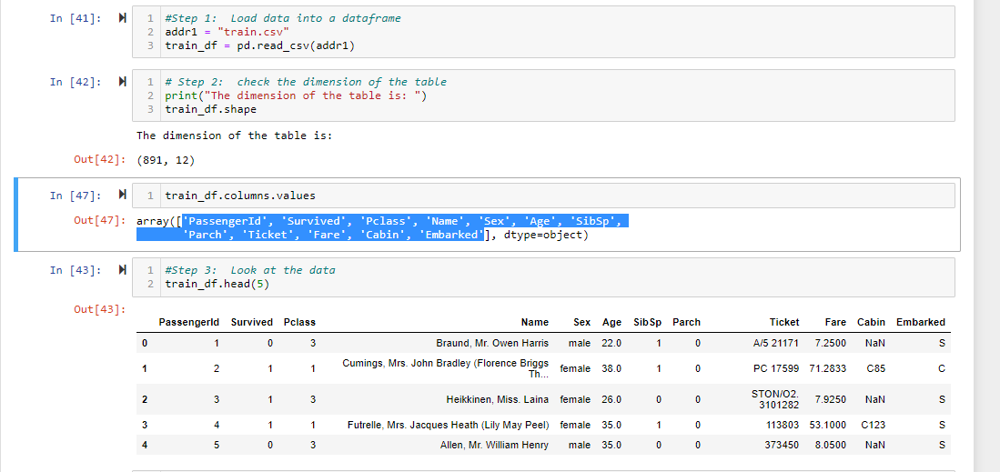 In [41]: 1 #Step 1:  Load data into a dataframe
2 addr1 = "train.csv"
3 train_df = pd.read_csv(addr1)
In [42]: 1 # Step 2:  check the dimension of the table
2 print("The dimension of the table is: ")
3 train_df.shape
The dimension of the table is:
Out[42]: (891, 12)
In [47]: 1 train_df.columns.values
Out[47]: array(['PassengerId', 'Survived', 'Pclass', 'Name', 'Sex', 'Age', 'SibSp',
'Parch', 'Ticket', 'Fare', 'Cabin', 'Embarked'], dtype=object)
In [43]: 1 #Step 3:  Look at the data
2 train_df.head(5)
Out[43]:
PassengerId Survived Pclass Name Sex Age SibSp Parch Ticket Fare Cabin Embarked
0 1 0 3 Braund, Mr. Owen Harris male 22.0 1 0 A/5 21171 7.2500 NaN S
1 2 1 1 Cumings, Mrs. John Bradley (Florence Briggs Th... female 38.0 1 0 PC 17599 71.2833 C85 C
2 3 1 3 Heikkinen, Miss. Laina female 26.0 0 0 STON/O2. 3101282 7.9250 NaN S
3 4 1 1 Futrelle, Mrs. Jacques Heath (Lily May Peel) female 35.0 1 0 113803 53.1000 C123 S
4 5 0 3 Allen, Mr. William Henry male 35.0 0 0 373450 8.0500 NaN S